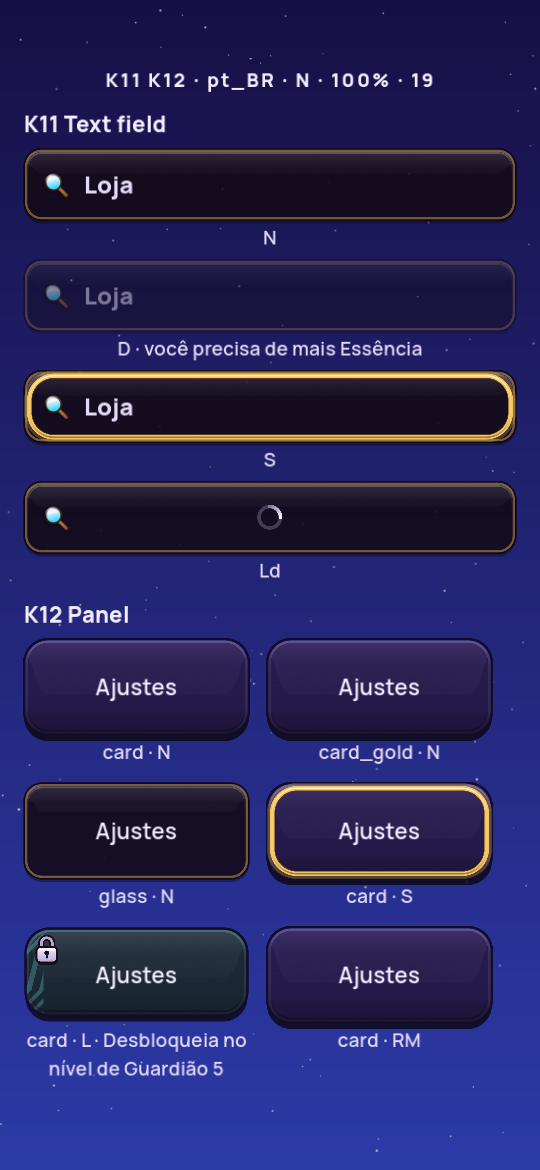 K11 K12 · pt_BR · N · 100% · 19
K11 Text field
Loja
N
Loja
D · você precisa de mais Essência
Loja
S
Ld
K12 Panel
Ajustes
Ajustes
card · N
card_gold · N
Ajustes
Ajustes
glass · N
card · S
Ajustes
Ajustes
card · L · Desbloqueia no
nível de Guardião 5
card · RM